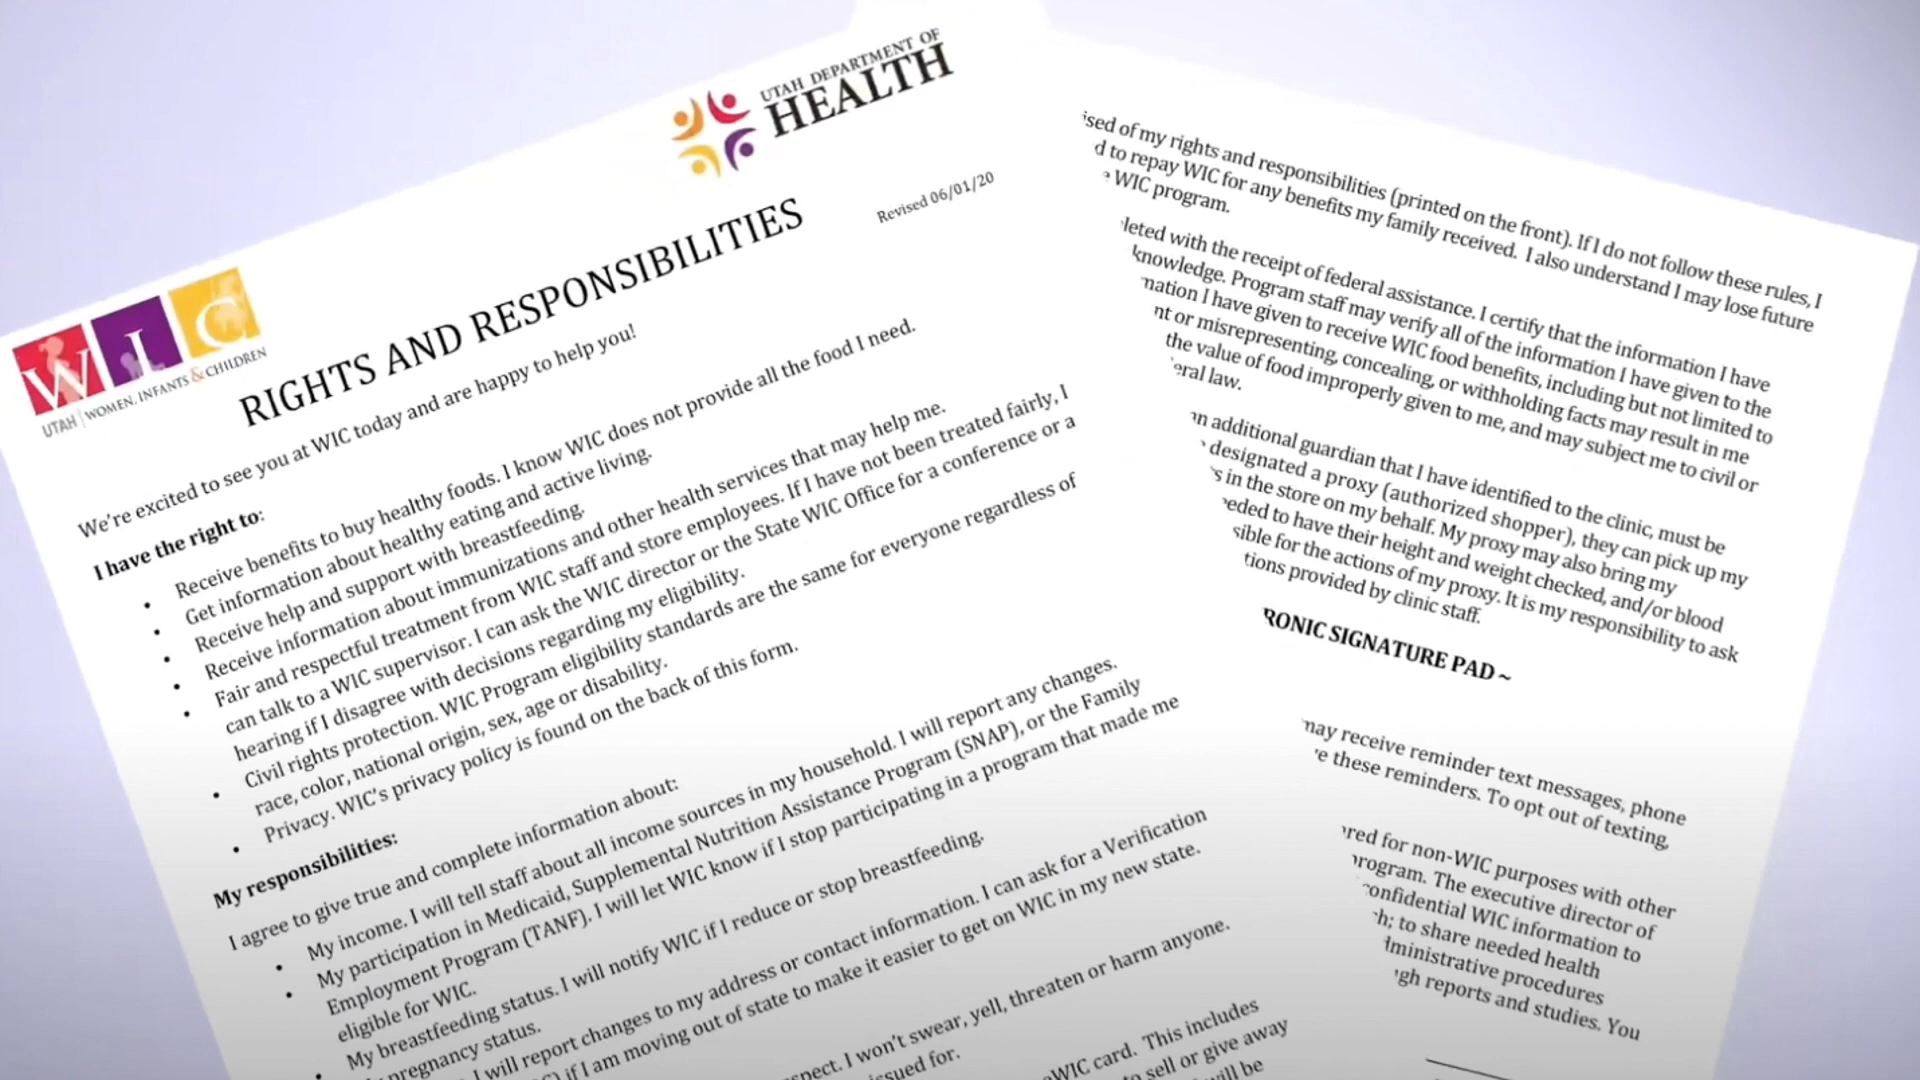 UTAH DEPARTMENT OF
HEALTH
Revised 06/01/20
WIC
UTAH | WOMEN, INFANTS & CHILDREN
RIGHTS AND RESPONSIBILITIES
We're excited to see you at WIC today and are happy to help you!
I have the right to:
• Receive benefits to buy healthy foods. I know WIC does not provide all the food I need.
• Get information about healthy eating and active living.
• Receive help and support with breastfeeding.
• Receive information about immunizations and other health services that may help me.
• Fair and respectful treatment from WIC staff and store employees. If I have not been treated fairly, I
can talk to a WIC supervisor. I can ask the WIC director or the State WIC Office for a conference or a
hearing if I disagree with decisions regarding my eligibility.
• Civil rights protection. WIC Program eligibility standards are the same for everyone regardless of
race, color, national origin, sex, age or disability.
• Privacy. WIC's privacy policy is found on the back of this form.
My responsibilities:
I agree to give true and complete information about:
• My income. I will tell staff about all income sources in my household. I will report any changes.
• My participation in Medicaid, Supplemental Nutrition Assistance Program (SNAP), or the Family
Employment Program (TANF). I will let WIC know if I stop participating in a program that made me
eligible for WIC.
• My breastfeeding status. I will notify WIC if I reduce or stop breastfeeding.
pregnancy status.
I will report changes to my address or contact information. I can ask for a Verification
if I am moving out of state to make it easier to get on WIC in my new state.
I won't swear, yell, threaten or harm anyone.
for.
card. This includes
sell or give away
will be
of my rights and responsibilities (printed on the front). If I do not follow these rules, I
to repay WIC for any benefits my family received. I also understand I may lose future
WIC program.
with the receipt of federal assistance. I certify that the information I have
knowledge. Program staff may verify all of the information I have given to the
I have given to receive WIC food benefits, including but not limited to
or misrepresenting, concealing, or withholding facts may result in me
the value of food improperly given to me, and may subject me to civil or
law.
additional guardian that I have identified to the clinic, must be
designated a proxy (authorized shopper), they can pick up my
in the store on my behalf. My proxy may also bring my
to have their height and weight checked, and/or blood
for the actions of my proxy. It is my responsibility to ask
provided by clinic staff.
SIGNATURE PAD ~
may receive reminder text messages, phone
these reminders. To opt out of texting,
for non-WIC purposes with other
program. The executive director of
confidential WIC information to
to share needed health
administrative procedures
reports and studies. You